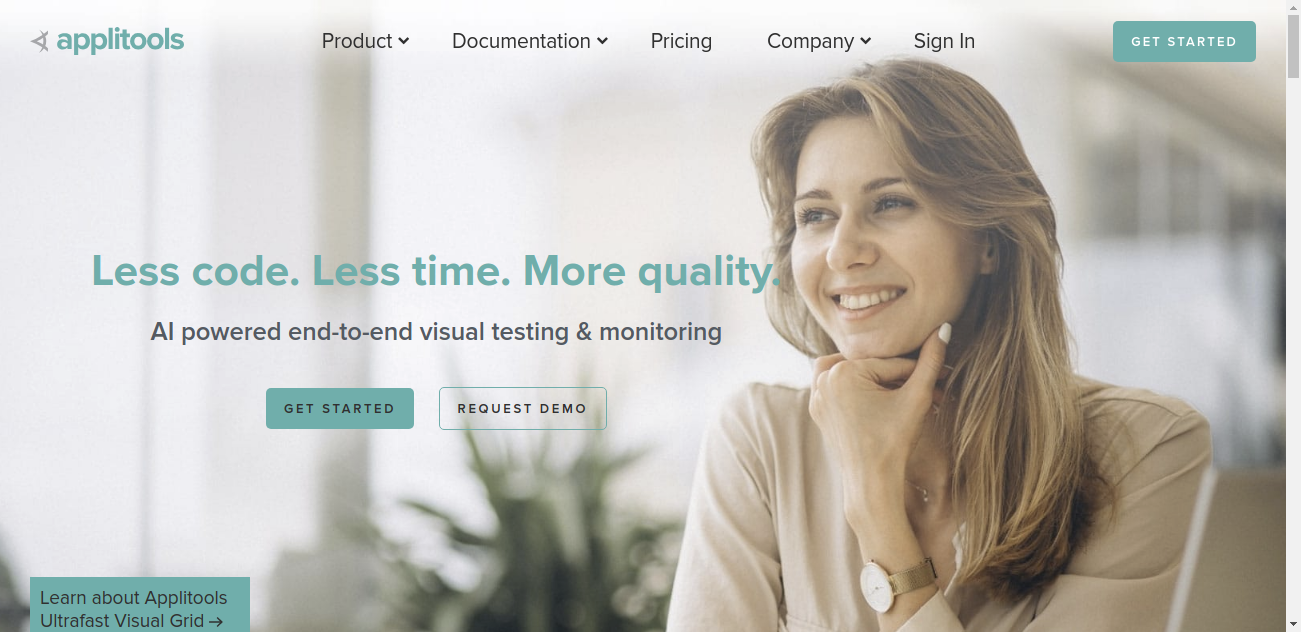 applitools
Product
Documentation
Pricing
Company
Sign In
GET STARTED
Less code. Less time. More quality.
AI powered end-to-end visual testing & monitoring
GET STARTED
REQUEST DEMO
Learn about Applitools
Ultrafast Visual Grid →